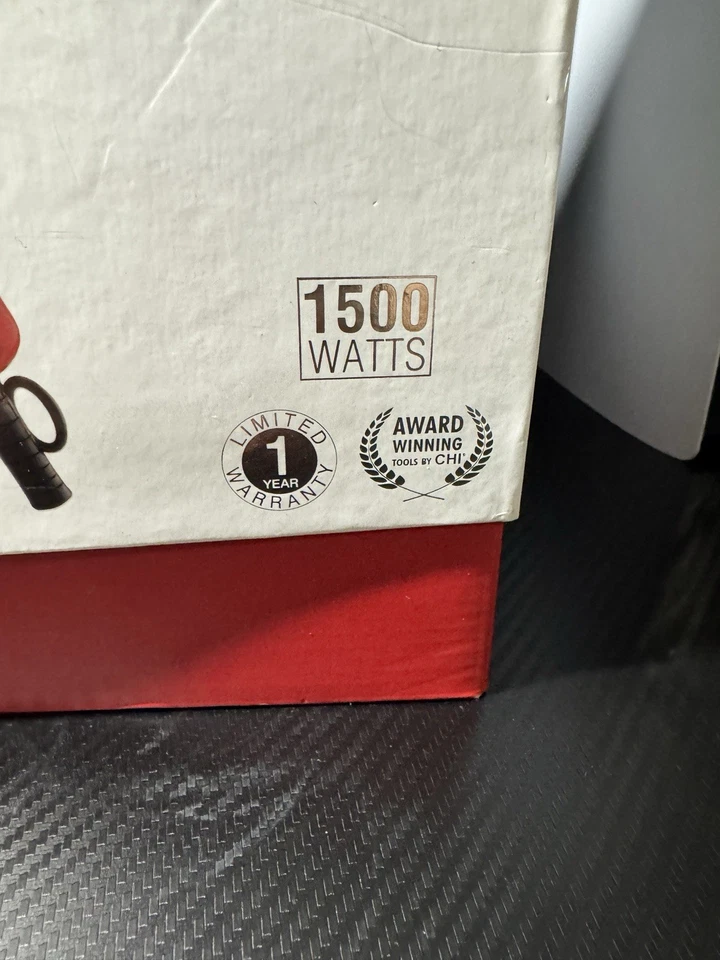 1500
WATTS
LIMITED
1
YEAR
WARRANTY
AWARD
WINNING
TOOLS BY CHI®